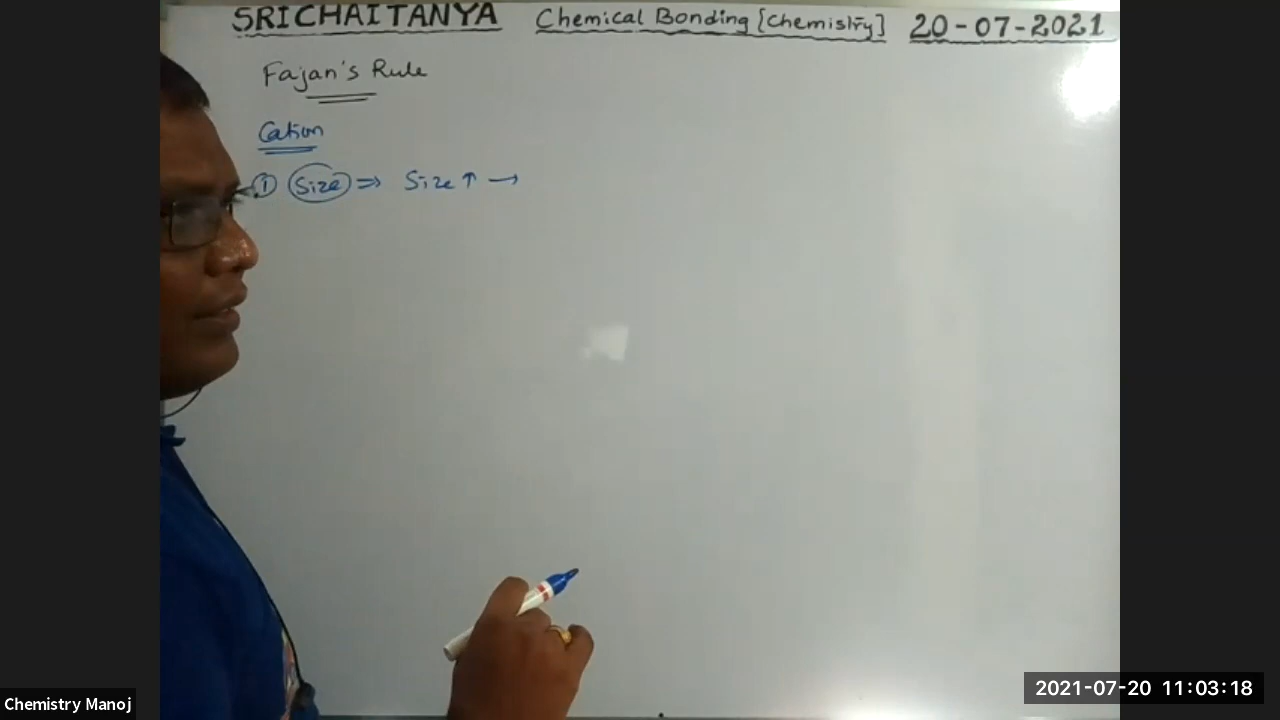 SRICHAITANYA Chemical Bonding [Chemistry] 20-07-2021
Fajan's Rule
Cation
① Size ⇒ Size ↑ →
Chemistry Manoj
2021-07-20 11:03:18